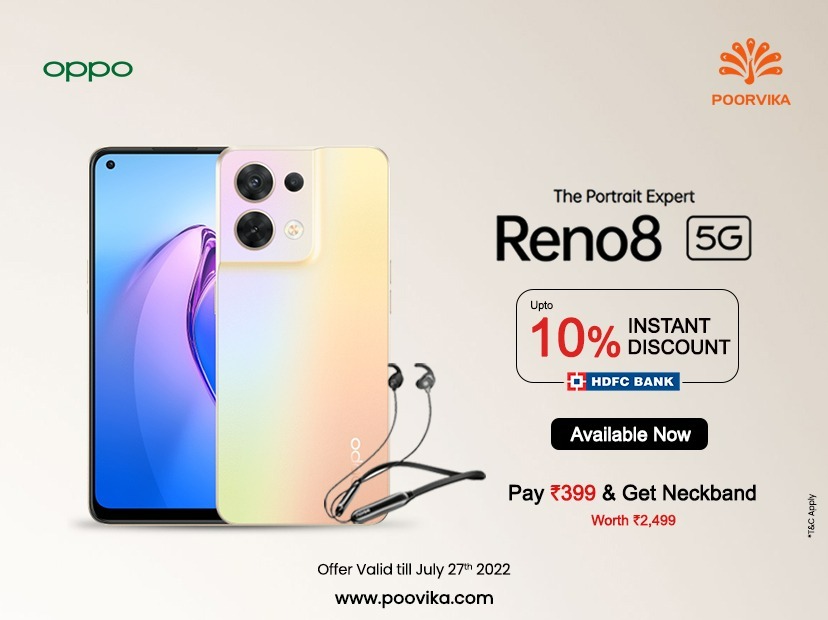 oppo
POORVIKA
The Portrait Expert
Reno8 5G
Upto
10% INSTANT
DISCOUNT
HDFC BANK
Available Now
Pay ₹399 & Get Neckband
Worth ₹2,499
*T&C Apply
oppo
Offer Valid till July 27th 2022
www.poovika.com